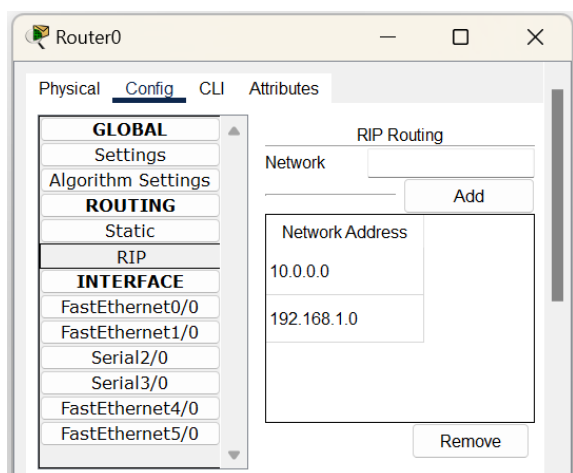 Router0
Physical Config CLI Attributes
GLOBAL
Settings
Algorithm Settings
ROUTING
Static
RIP
INTERFACE
FastEthernet0/0
FastEthernet1/0
Serial2/0
Serial3/0
FastEthernet4/0
FastEthernet5/0
RIP Routing
Network
Add
Network Address
10.0.0.0
192.168.1.0
Remove